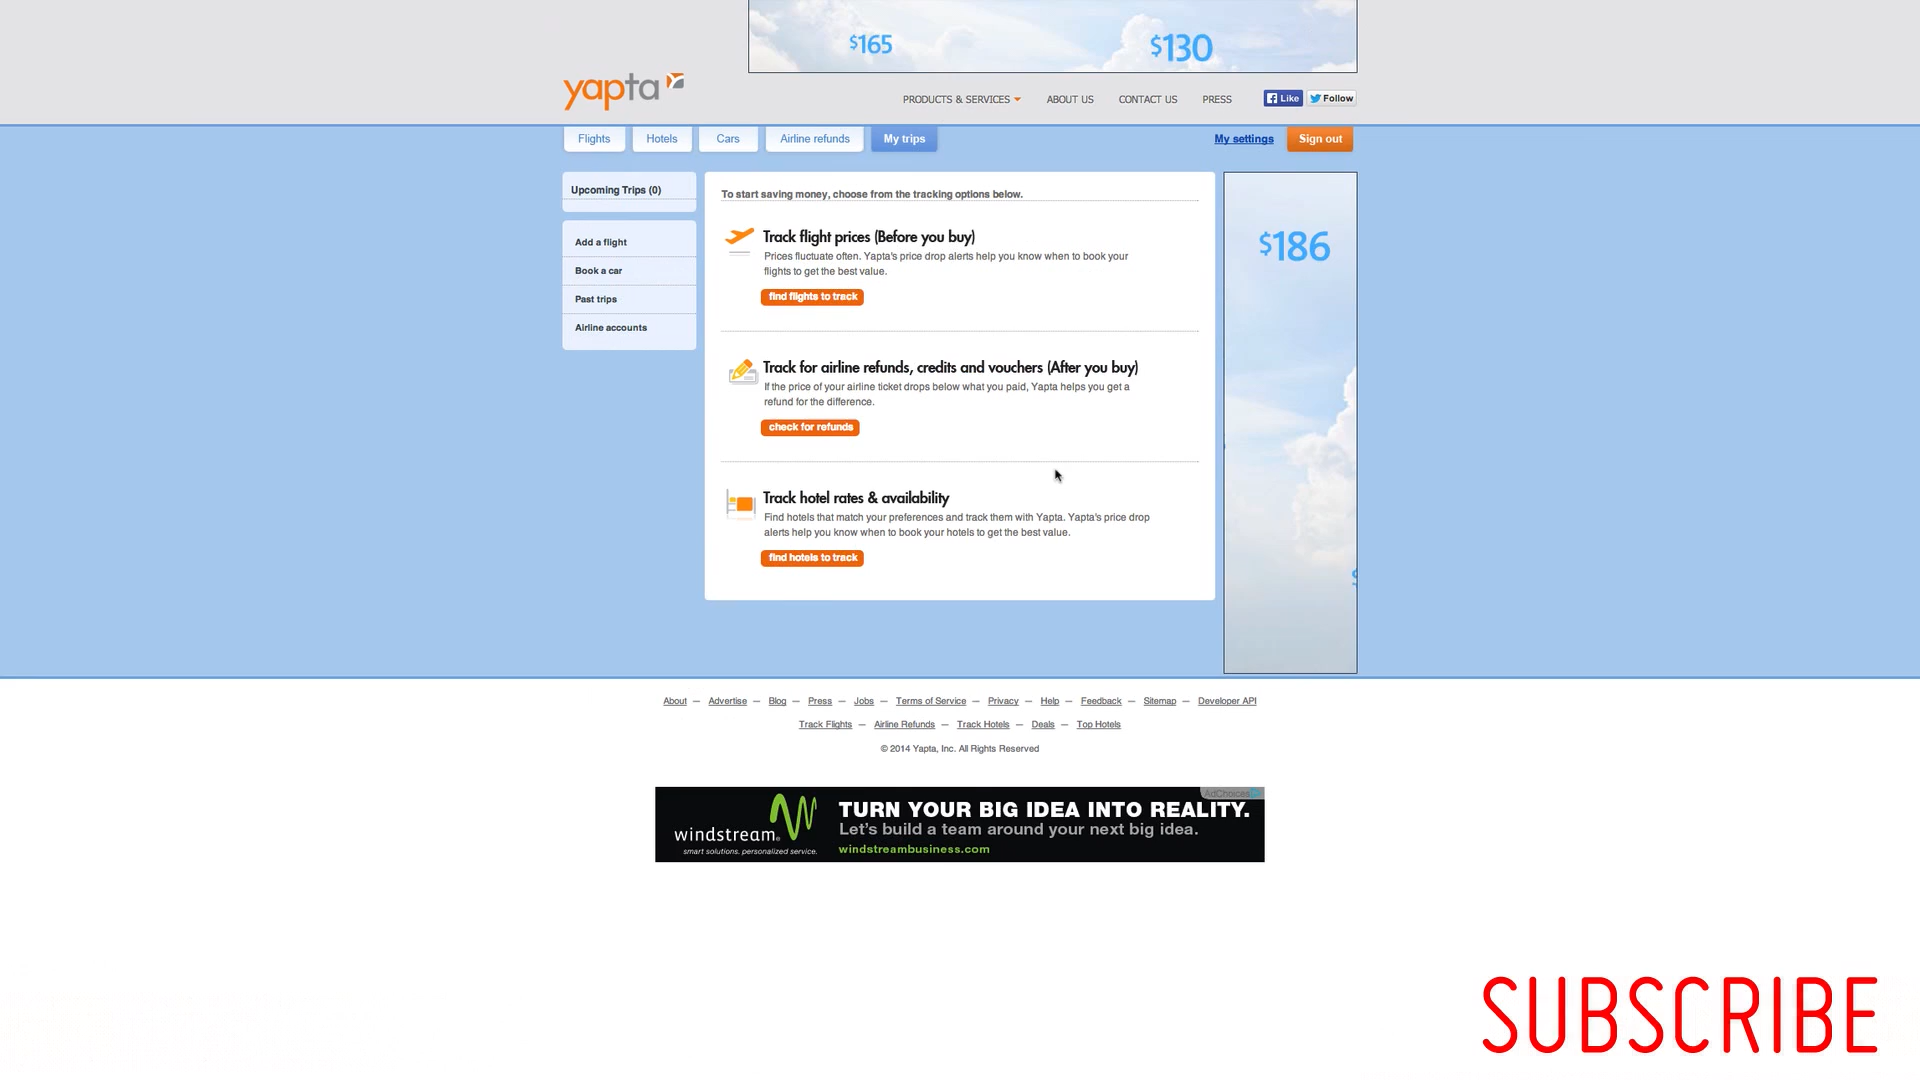 $165
$130
yapta
PRODUCTS & SERVICES
ABOUT US
CONTACT US
PRESS
Like
Follow
Flights
Hotels
Cars
Airline refunds
My trips
My settings
Sign out
Upcoming Trips (0)
Add a flight
Book a car
Past trips
Airline accounts
To start saving money, choose from the tracking options below.
Track flight prices (Before you buy)
Prices fluctuate often. Yapta's price drop alerts help you know when to book your
flights to get the best value.
find flights to track
Track for airline refunds, credits and vouchers (After you buy)
If the price of your airline ticket drops below what you paid, Yapta helps you get a
refund for the difference.
check for refunds
Track hotel rates & availability
Find hotels that match your preferences and track them with Yapta. Yapta's price drop
alerts help you know when to book your hotels to get the best value.
find hotels to track
$186
$
About — Advertise — Blog — Press — Jobs — Terms of Service — Privacy — Help — Feedback — Sitemap — Developer API
Track Flights — Airline Refunds — Track Hotels — Deals — Top Hotels
© 2014 Yapta, Inc. All Rights Reserved
AdChoices
windstream.
smart solutions. personalized service.
TURN YOUR BIG IDEA INTO REALITY.
Let's build a team around your next big idea.
windstreambusiness.com
SUBSCRIBE